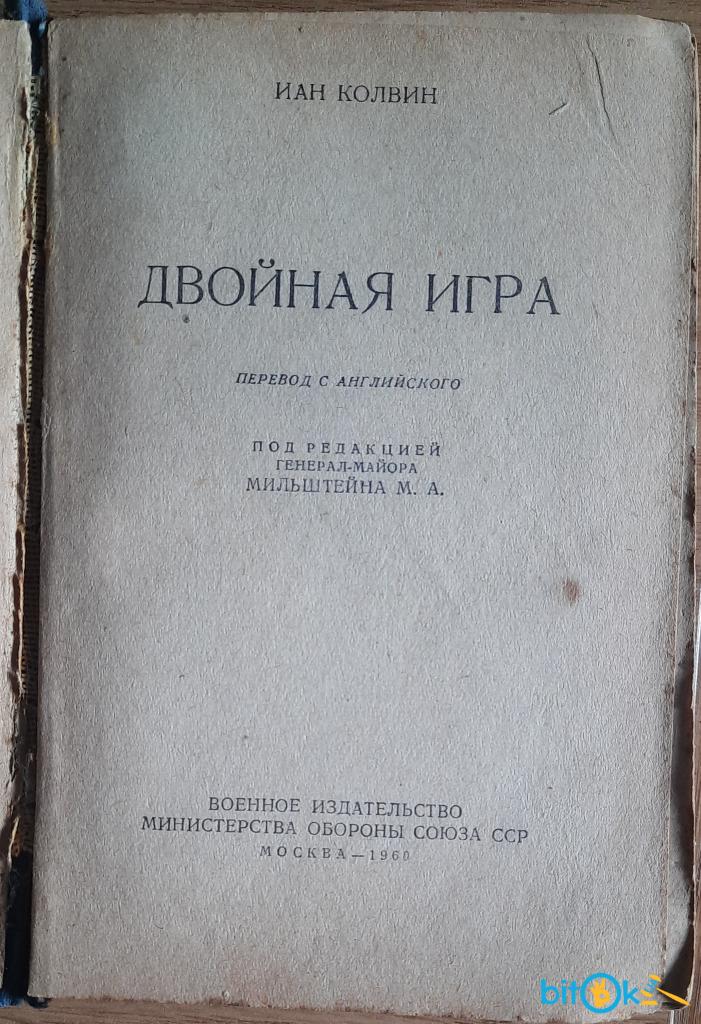 ИАН КОЛВИН
ДВОЙНАЯ ИГРА
ПЕРЕВОД С АНГЛИЙСКОГО
ПОД РЕДАКЦИЕЙ
ГЕНЕРАЛ-МАЙОРА
МИЛЬШТЕЙНА М. А.
ВОЕННОЕ ИЗДАТЕЛЬСТВО
МИНИСТЕРСТВА ОБОРОНЫ СОЮЗА ССР
МОСКВА — 1960
bitOk